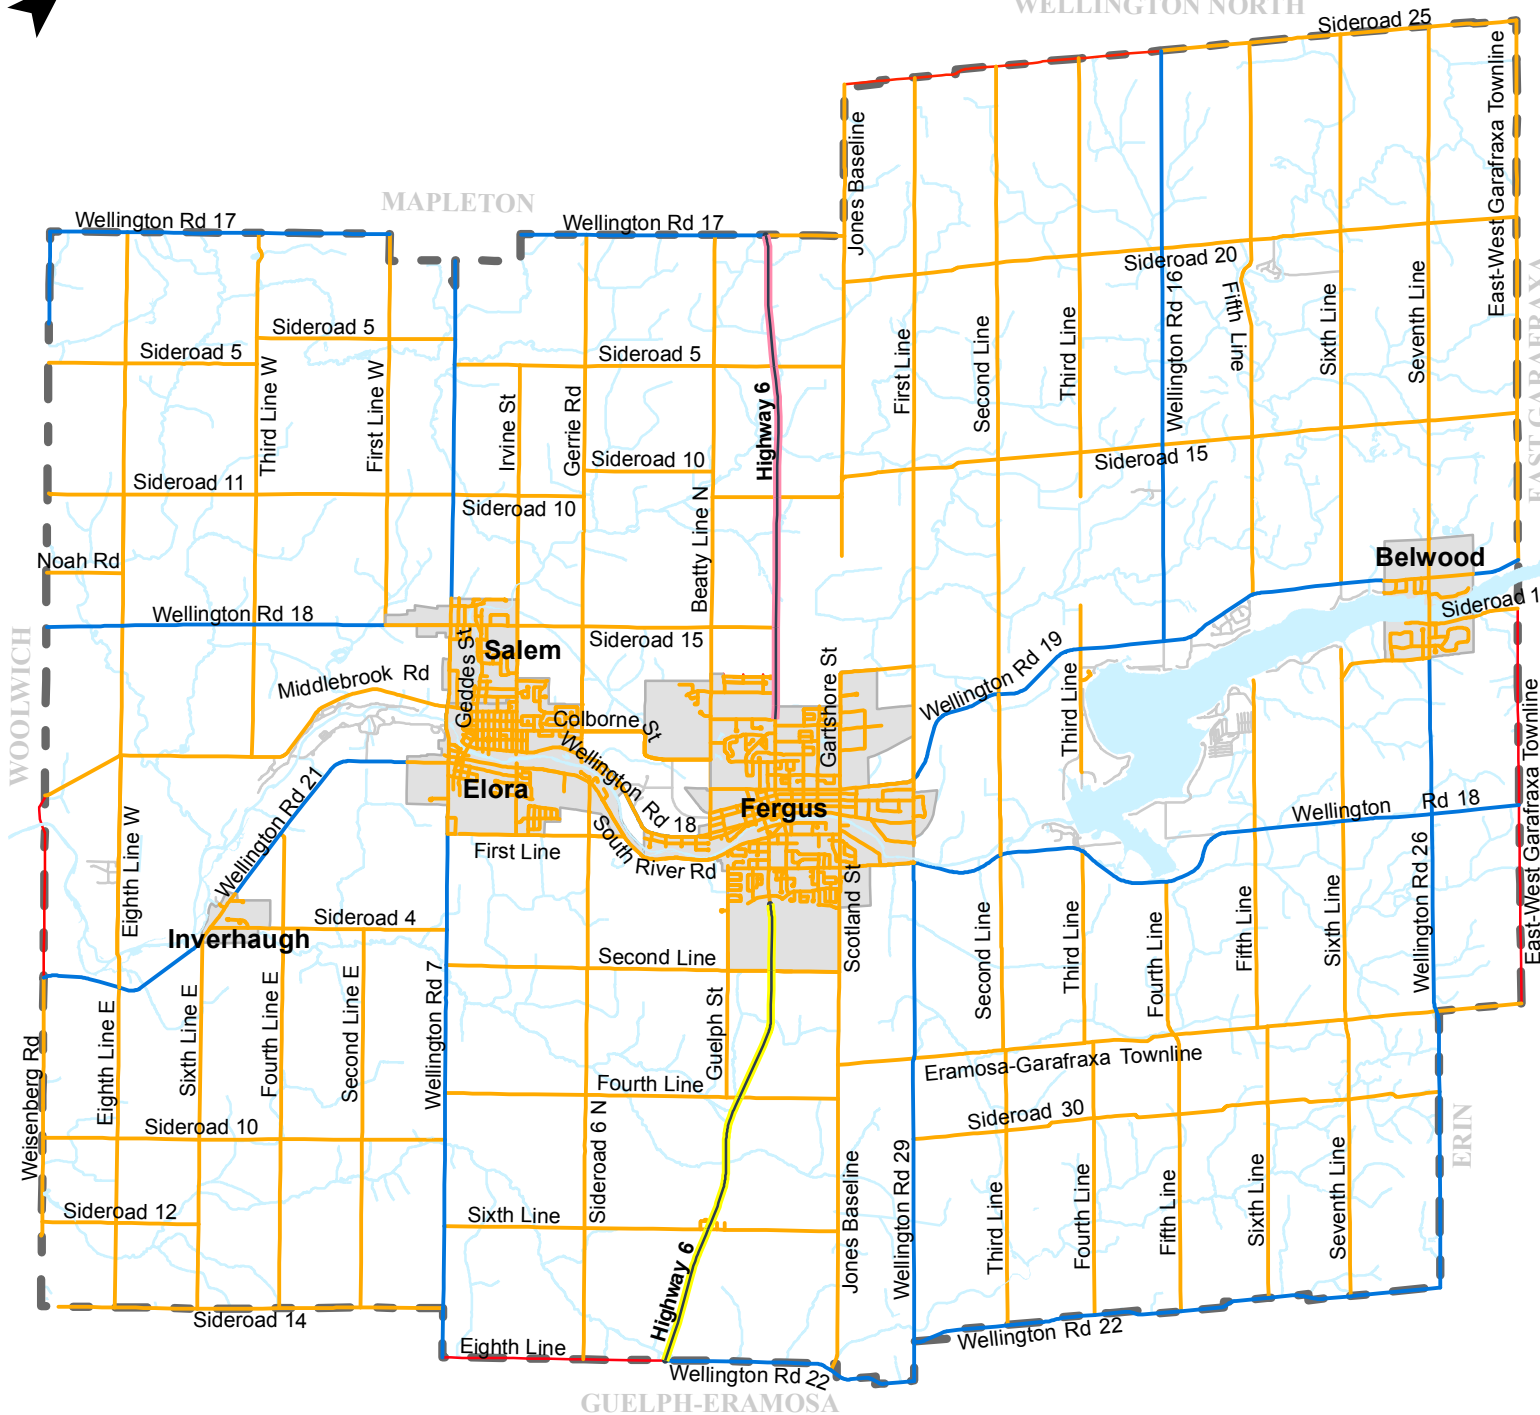 WELLINGTON NORTH
Sideroad 25
East-West Garafraxa Townline
Jones Baseline
MAPLETON
Wellington Rd 17
Wellington Rd 17
Sideroad 20
Wellington Rd 16
Fifth Line
Sixth Line
Seventh Line
EAST GARAFRAXA
First Line
Second Line
Third Line
Sideroad 5
Sideroad 5
Sideroad 5
Third Line W
First Line W
Irvine St
Gerrie Rd
Highway 6
Sideroad 10
Sideroad 15
Sideroad 11
Sideroad 10
Beatty Line N
Noah Rd
Belwood
Sideroad 1
Wellington Rd 18
Sideroad 15
Salem
Geddes St
WOOLWICH
Middlebrook Rd
Colborne St
Gartshore St
Wellington Rd 19
Third Line
East-West Garafraxa Townline
Wellington Rd 21
Elora
Wellington Rd 18
Fergus
Wellington Rd 18
First Line
South River Rd
Eighth Line W
Inverhaugh
Sideroad 4
Second Line
Scotland St
Second Line
Third Line
Fourth Line
Fifth Line
Sixth Line
Wellington Rd 26
Weisenberg Rd
Eighth Line E
Sixth Line E
Fourth Line E
Second Line E
Wellington Rd 7
Guelph St
Fourth Line
Eramosa-Garafraxa Townline
Sideroad 30
Sideroad 10
Sideroad 6 N
ERIN
Sideroad 12
Sixth Line
Jones Baseline
Wellington Rd 29
Third Line
Fourth Line
Fifth Line
Sixth Line
Seventh Line
Highway 6
Sideroad 14
Eighth Line
Wellington Rd 22
Wellington Rd 22
GUELPH-ERAMOSA